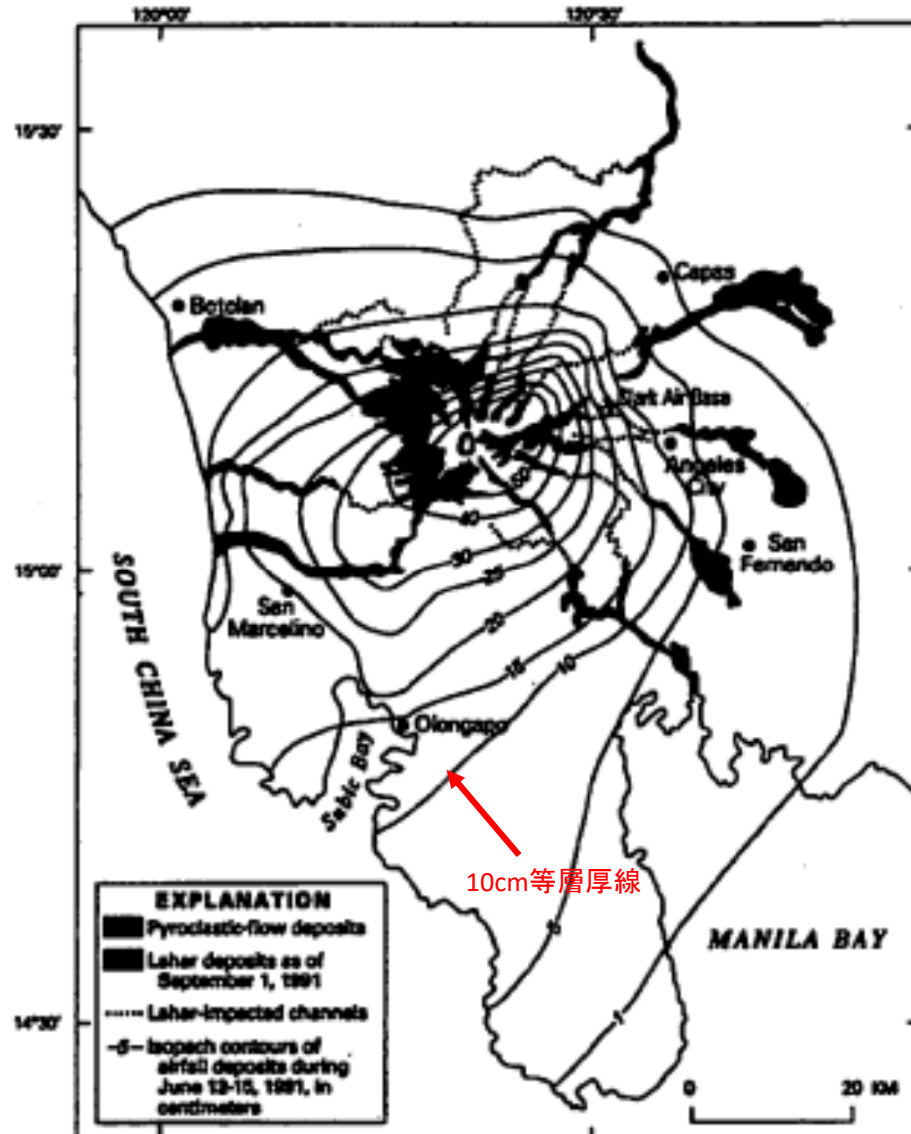 120°00'
120°30'
15°30'
Capas
Botolan
Clark Air Base
Angeles
City
50
40
30
25
20
15
10
San
Fernando
15°00'
San
Marcelino
SOUTH CHINA SEA
Olongapo
Subic Bay
10cm等層厚線
5
1
MANILA BAY
EXPLANATION
Pyroclastic-flow deposits
Lahar deposits as of
September 1, 1991
Lahar-impacted channels
-5- Isopach contours of
airfall deposits during
June 12-15, 1991, in
centimeters
14°30'
0 20 KM